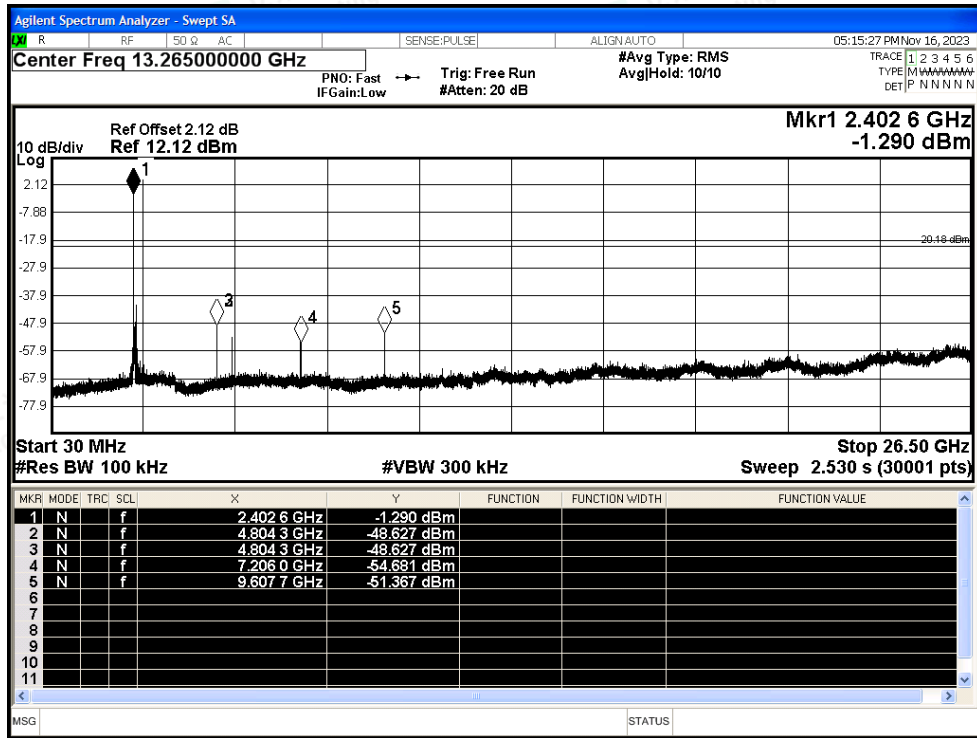 Agilent Spectrum Analyzer - Swept SA
LXI R RF 50 Ω AC SENSE:PULSE ALIGN AUTO 05:15:27 PM Nov 16, 2023
Center Freq 13.265000000 GHz
PNO: Fast
IFGain:Low
Trig: Free Run
#Atten: 20 dB
#Avg Type: RMS
Avg|Hold: 10/10
TRACE 1 2 3 4 5 6
TYPE M
DET P N N N N N
Mkr1 2.402 6 GHz
-1.290 dBm
Ref Offset 2.12 dB
10 dB/div Ref 12.12 dBm
Log
1
2.12
-7.88
-17.9
20.18 dBm
-27.9
-37.9
4
5
-47.9
-57.9
-67.9
-77.9
Start 30 MHz Stop 26.50 GHz
#Res BW 100 kHz #VBW 300 kHz Sweep 2.530 s (30001 pts)
MKR MODE TRC SCL X Y FUNCTION FUNCTION WIDTH FUNCTION VALUE
1 N f 2.402 6 GHz -1.290 dBm
2 N f 4.804 3 GHz -48.627 dBm
3 N f 4.804 3 GHz -48.627 dBm
4 N f 7.206 0 GHz -54.681 dBm
5 N f 9.607 7 GHz -51.367 dBm
6
7
8
9
10
11
MSG STATUS